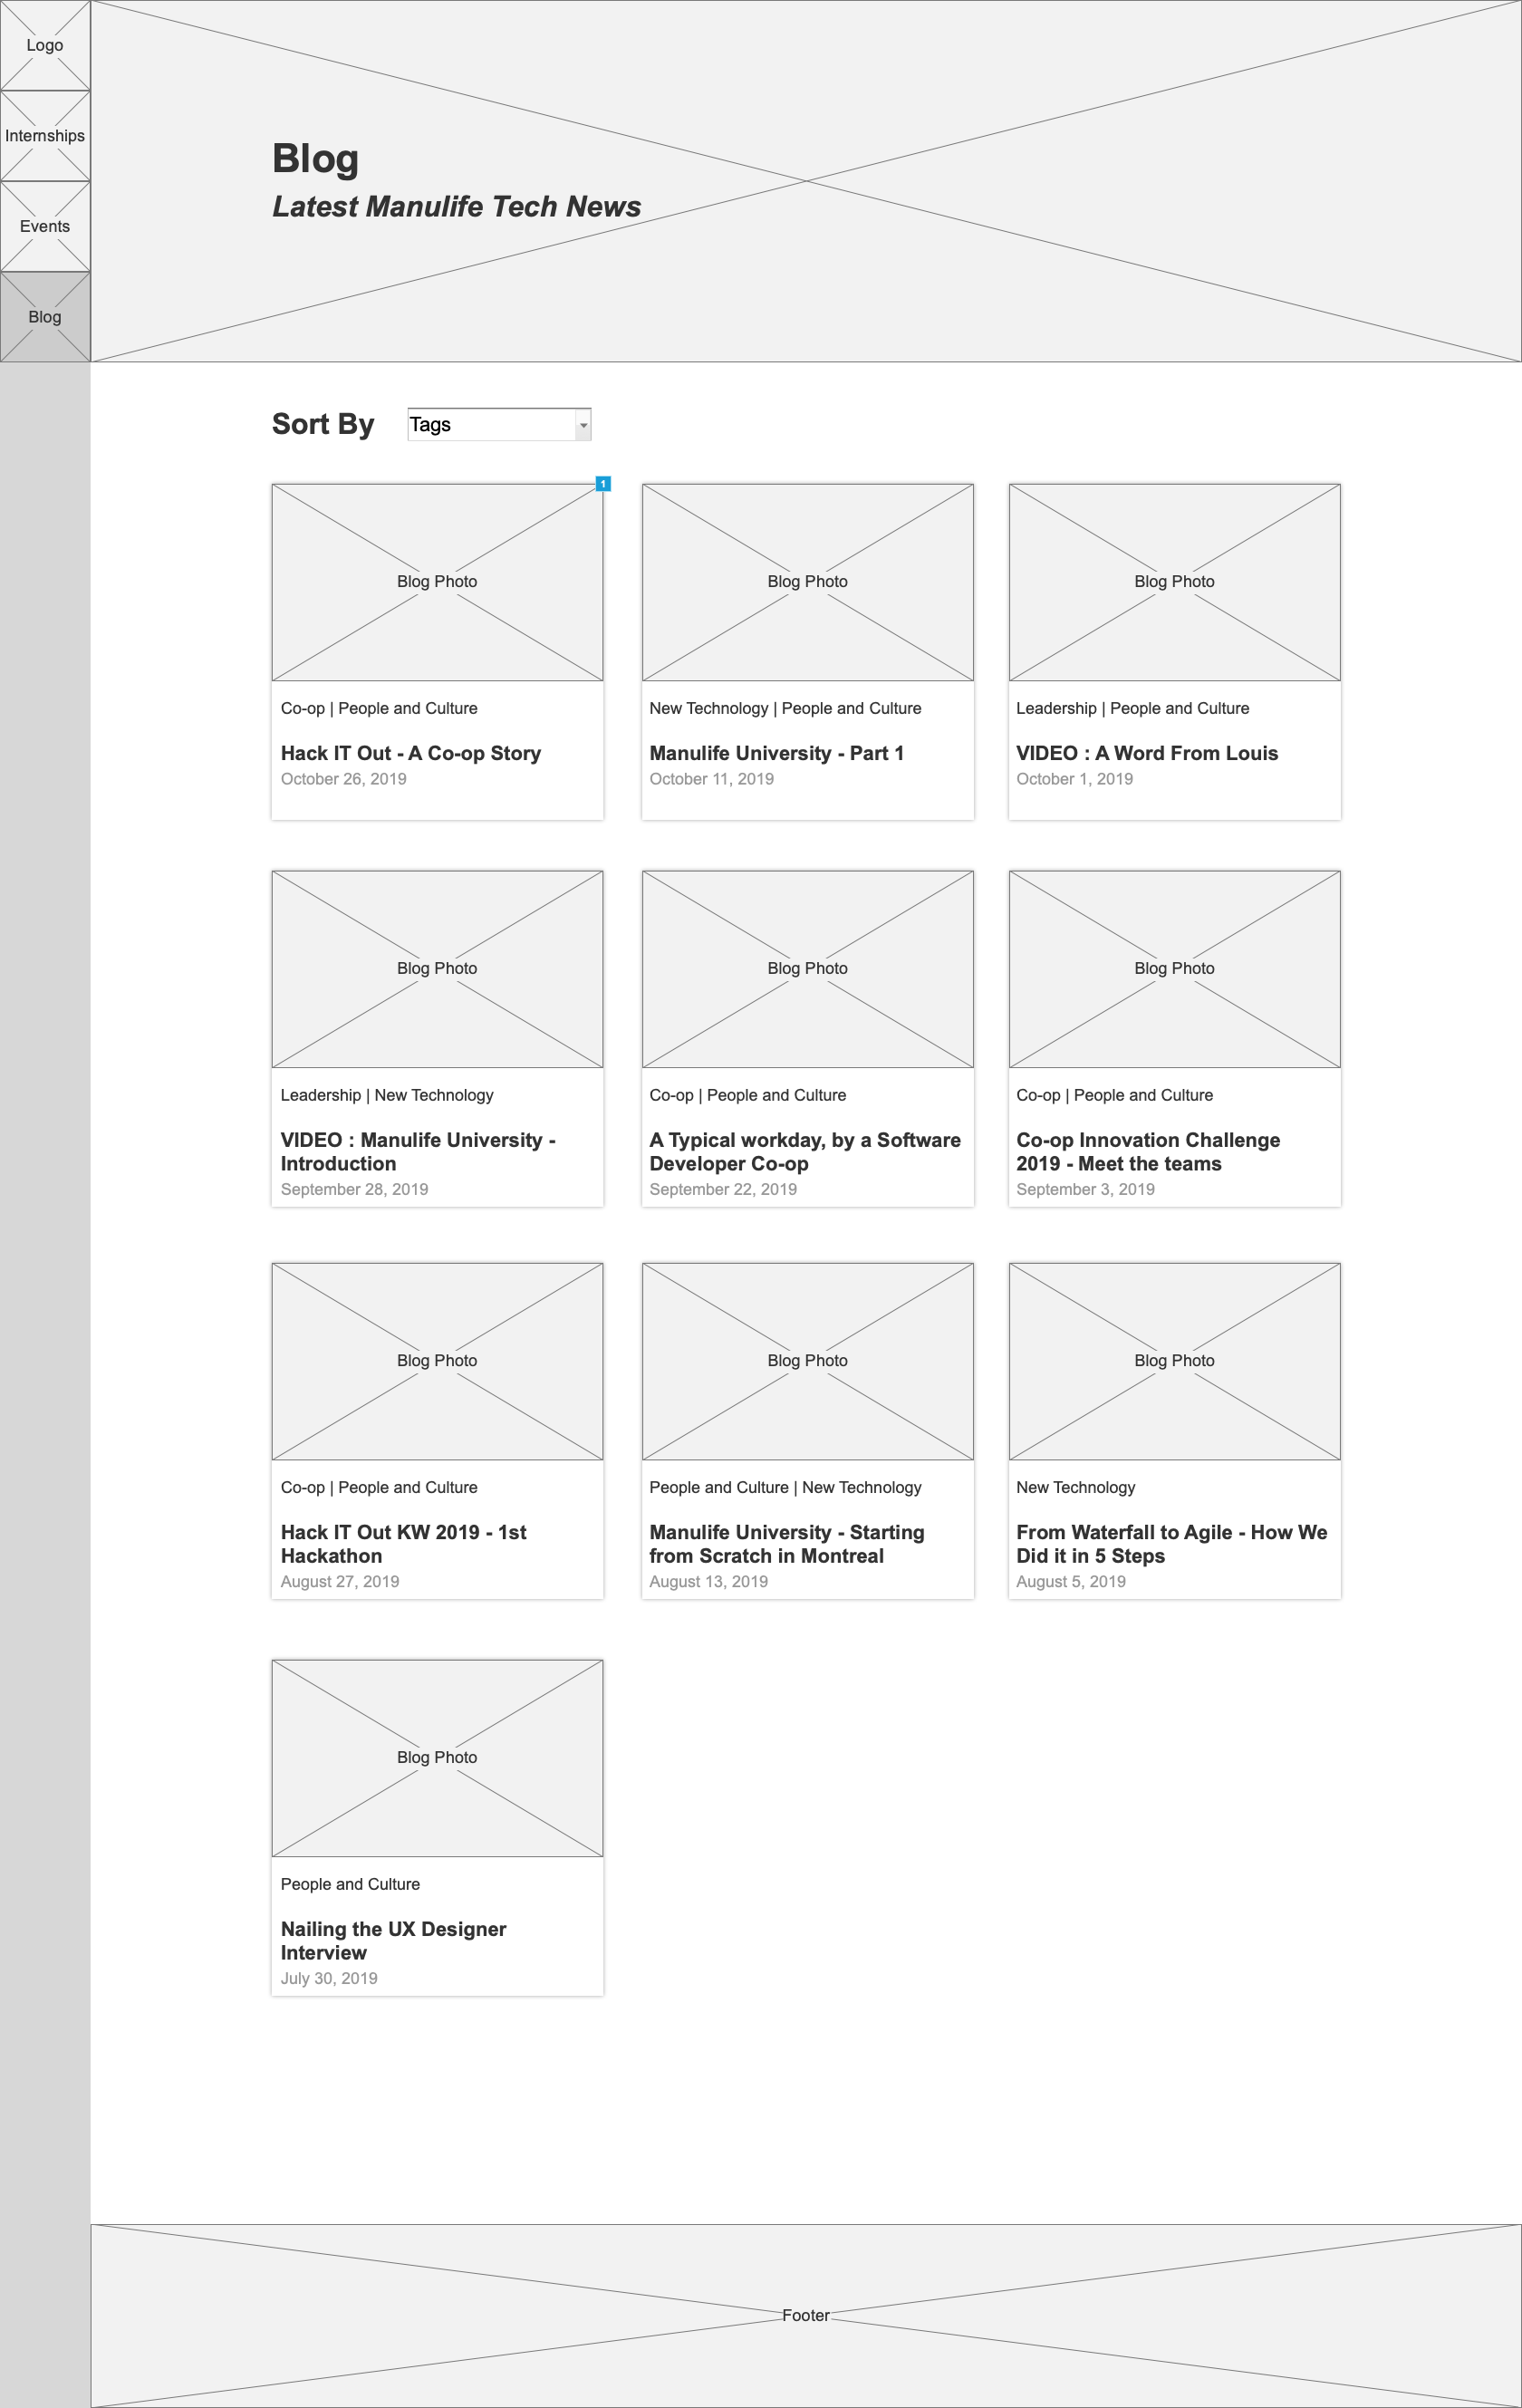 Logo
Internships
Events
Blog
Blog
Latest Manulife Tech News
Sort By
Tags
1
Blog Photo
Co-op | People and Culture
Hack IT Out - A Co-op Story
October 26, 2019
Blog Photo
New Technology | People and Culture
Manulife University - Part 1
October 11, 2019
Blog Photo
Leadership | People and Culture
VIDEO : A Word From Louis
October 1, 2019
Blog Photo
Leadership | New Technology
VIDEO : Manulife University -
Introduction
September 28, 2019
Blog Photo
Co-op | People and Culture
A Typical workday, by a Software
Developer Co-op
September 22, 2019
Blog Photo
Co-op | People and Culture
Co-op Innovation Challenge
2019 - Meet the teams
September 3, 2019
Blog Photo
Co-op | People and Culture
Hack IT Out KW 2019 - 1st
Hackathon
August 27, 2019
Blog Photo
People and Culture | New Technology
Manulife University - Starting
from Scratch in Montreal
August 13, 2019
Blog Photo
New Technology
From Waterfall to Agile - How We
Did it in 5 Steps
August 5, 2019
Blog Photo
People and Culture
Nailing the UX Designer
Interview
July 30, 2019
Footer